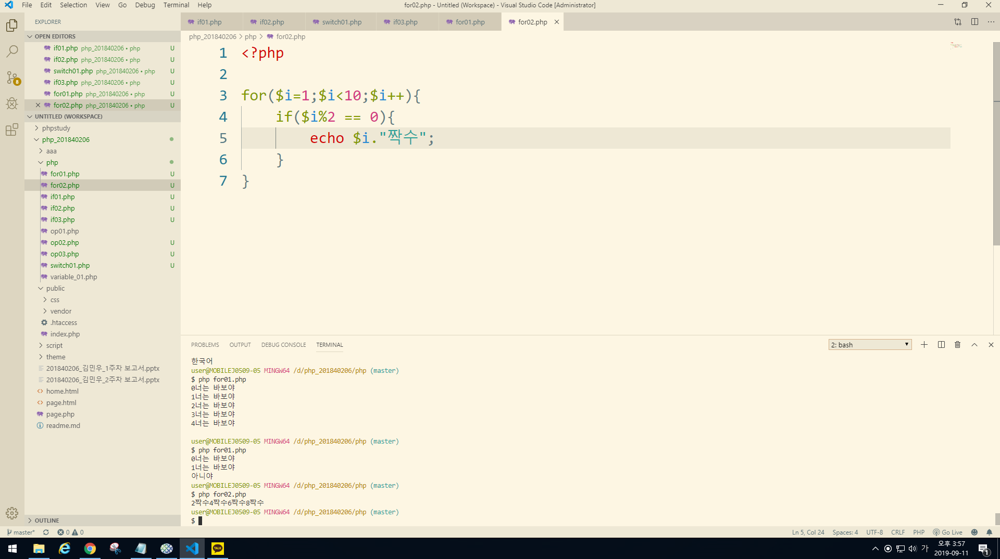 File Edit Selection View Go Debug Terminal Help
for02.php - Untitled (Workspace) - Visual Studio Code [Administrator]
EXPLORER
OPEN EDITORS
if01.php php_201840206 • php U
if02.php php_201840206 • php U
switch01.php php_201840206 • php U
if03.php php_201840206 • php U
for01.php php_201840206 • php U
for02.php php_201840206 • php U
UNTITLED (WORKSPACE)
phpstudy
php_201840206
aaa
php
for01.php U
for02.php U
if01.php U
if02.php U
if03.php U
op01.php
op02.php U
op03.php U
switch01.php U
variable_01.php
public
css
vendor
.htaccess
index.php
script
theme
201840206_김민우_1주차 보고서.pptx
201840206_김민우_2주차 보고서.pptx
home.html
page.html
page.php
readme.md
OUTLINE
8
if01.php if02.php switch01.php if03.php for01.php for02.php
php_201840206 > php > for02.php
1 <?php
2
3 for($i=1;$i<10;$i++){
4 if($i%2 == 0){
5 echo $i."짝수";
6 }
7 }
PROBLEMS OUTPUT DEBUG CONSOLE TERMINAL
2: bash
한국어
user@MOBILEJ0509-05 MINGW64 /d/php_201840206/php (master)
$ php for01.php
0너는 바보야
1너는 바보야
2너는 바보야
3너는 바보야
4너는 바보야
user@MOBILEJ0509-05 MINGW64 /d/php_201840206/php (master)
$ php for01.php
0너는 바보야
1너는 바보야
아니야
user@MOBILEJ0509-05 MINGW64 /d/php_201840206/php (master)
$ php for02.php
2짝수4짝수6짝수8짝수
user@MOBILEJ0509-05 MINGW64 /d/php_201840206/php (master)
$
master* 0 0
Ln 5, Col 24 Spaces: 4 UTF-8 CRLF PHP Go Live
TALK
가
오후 3:57
2019-09-11
1